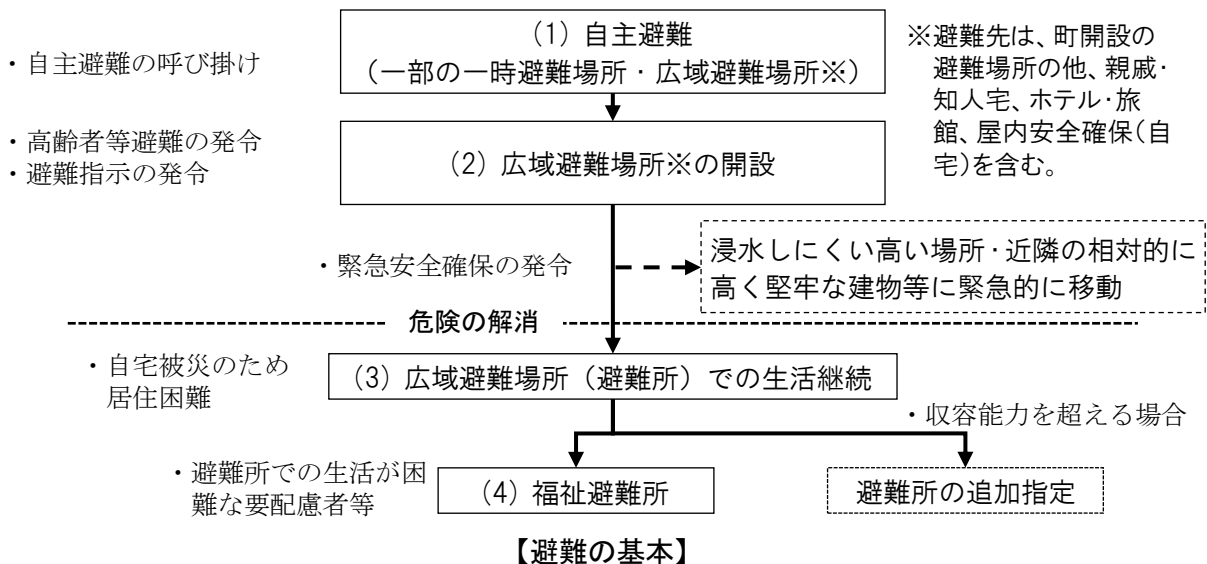 (1) 自主避難
(一部の一時避難場所・広域避難場所※)
・自主避難の呼び掛け
※避難先は、町開設の
避難場所の他、親戚・
知人宅、ホテル・旅
館、屋内安全確保(自
宅)を含む。
・高齢者等避難の発令
・避難指示の発令
(2) 広域避難場所※の開設
・緊急安全確保の発令
浸水しにくい高い場所・近隣の相対的に
高く堅牢な建物等に緊急的に移動
危険の解消
・自宅被災のため
居住困難
(3) 広域避難場所(避難所)での生活継続
・収容能力を超える場合
・避難所での生活が困
難な要配慮者等
(4) 福祉避難所
避難所の追加指定
【避難の基本】